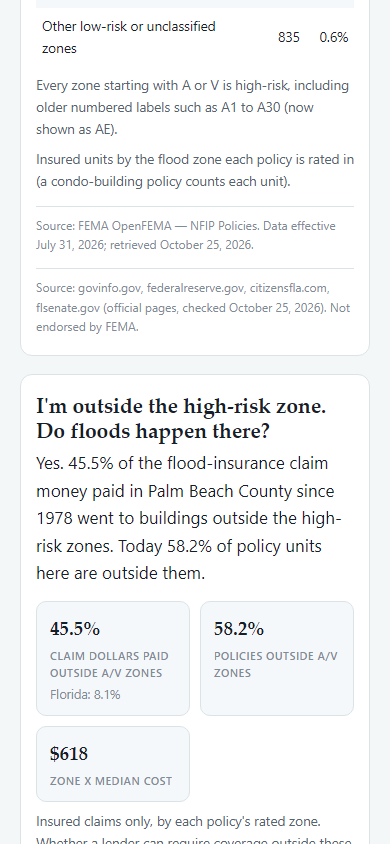 Other low-risk or unclassified
zones
835 0.6%
Every zone starting with A or V is high-risk, including
older numbered labels such as A1 to A30 (now
shown as AE).
Insured units by the flood zone each policy is rated in
(a condo-building policy counts each unit).
Source: FEMA OpenFEMA — NFIP Policies. Data effective
July 31, 2026; retrieved October 25, 2026.
Source: govinfo.gov, federalreserve.gov, citizensfla.com,
flsenate.gov (official pages, checked October 25, 2026). Not
endorsed by FEMA.
I'm outside the high-risk zone.
Do floods happen there?
Yes. 45.5% of the flood-insurance claim
money paid in Palm Beach County since
1978 went to buildings outside the high-
risk zones. Today 58.2% of policy units
here are outside them.
45.5%
CLAIM DOLLARS PAID
OUTSIDE A/V ZONES
Florida: 8.1%
58.2%
POLICIES OUTSIDE A/V
ZONES
$618
ZONE X MEDIAN COST
Insured claims only, by each policy's rated zone.
Whether a lender can require coverage outside these